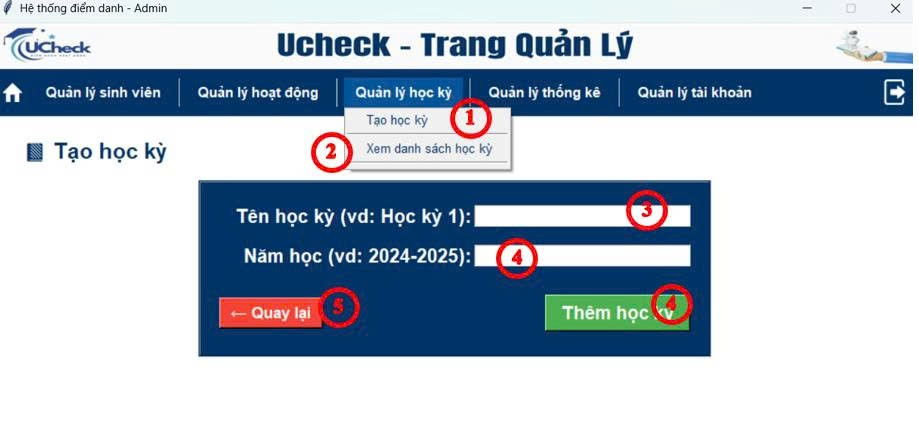 Hệ thống điểm danh - Admin
UCheck
Ucheck - Trang Quản Lý
Quản lý sinh viên
Quản lý hoạt động
Quản lý học kỳ
Quản lý thống kê
Quản lý tài khoản
Tạo học kỳ 1
2 Xem danh sách học kỳ
Tạo học kỳ
Tên học kỳ (vd: Học kỳ 1): 3
Năm học (vd: 2024-2025): 4
← Quay lại 5
Thêm học kỳ 4